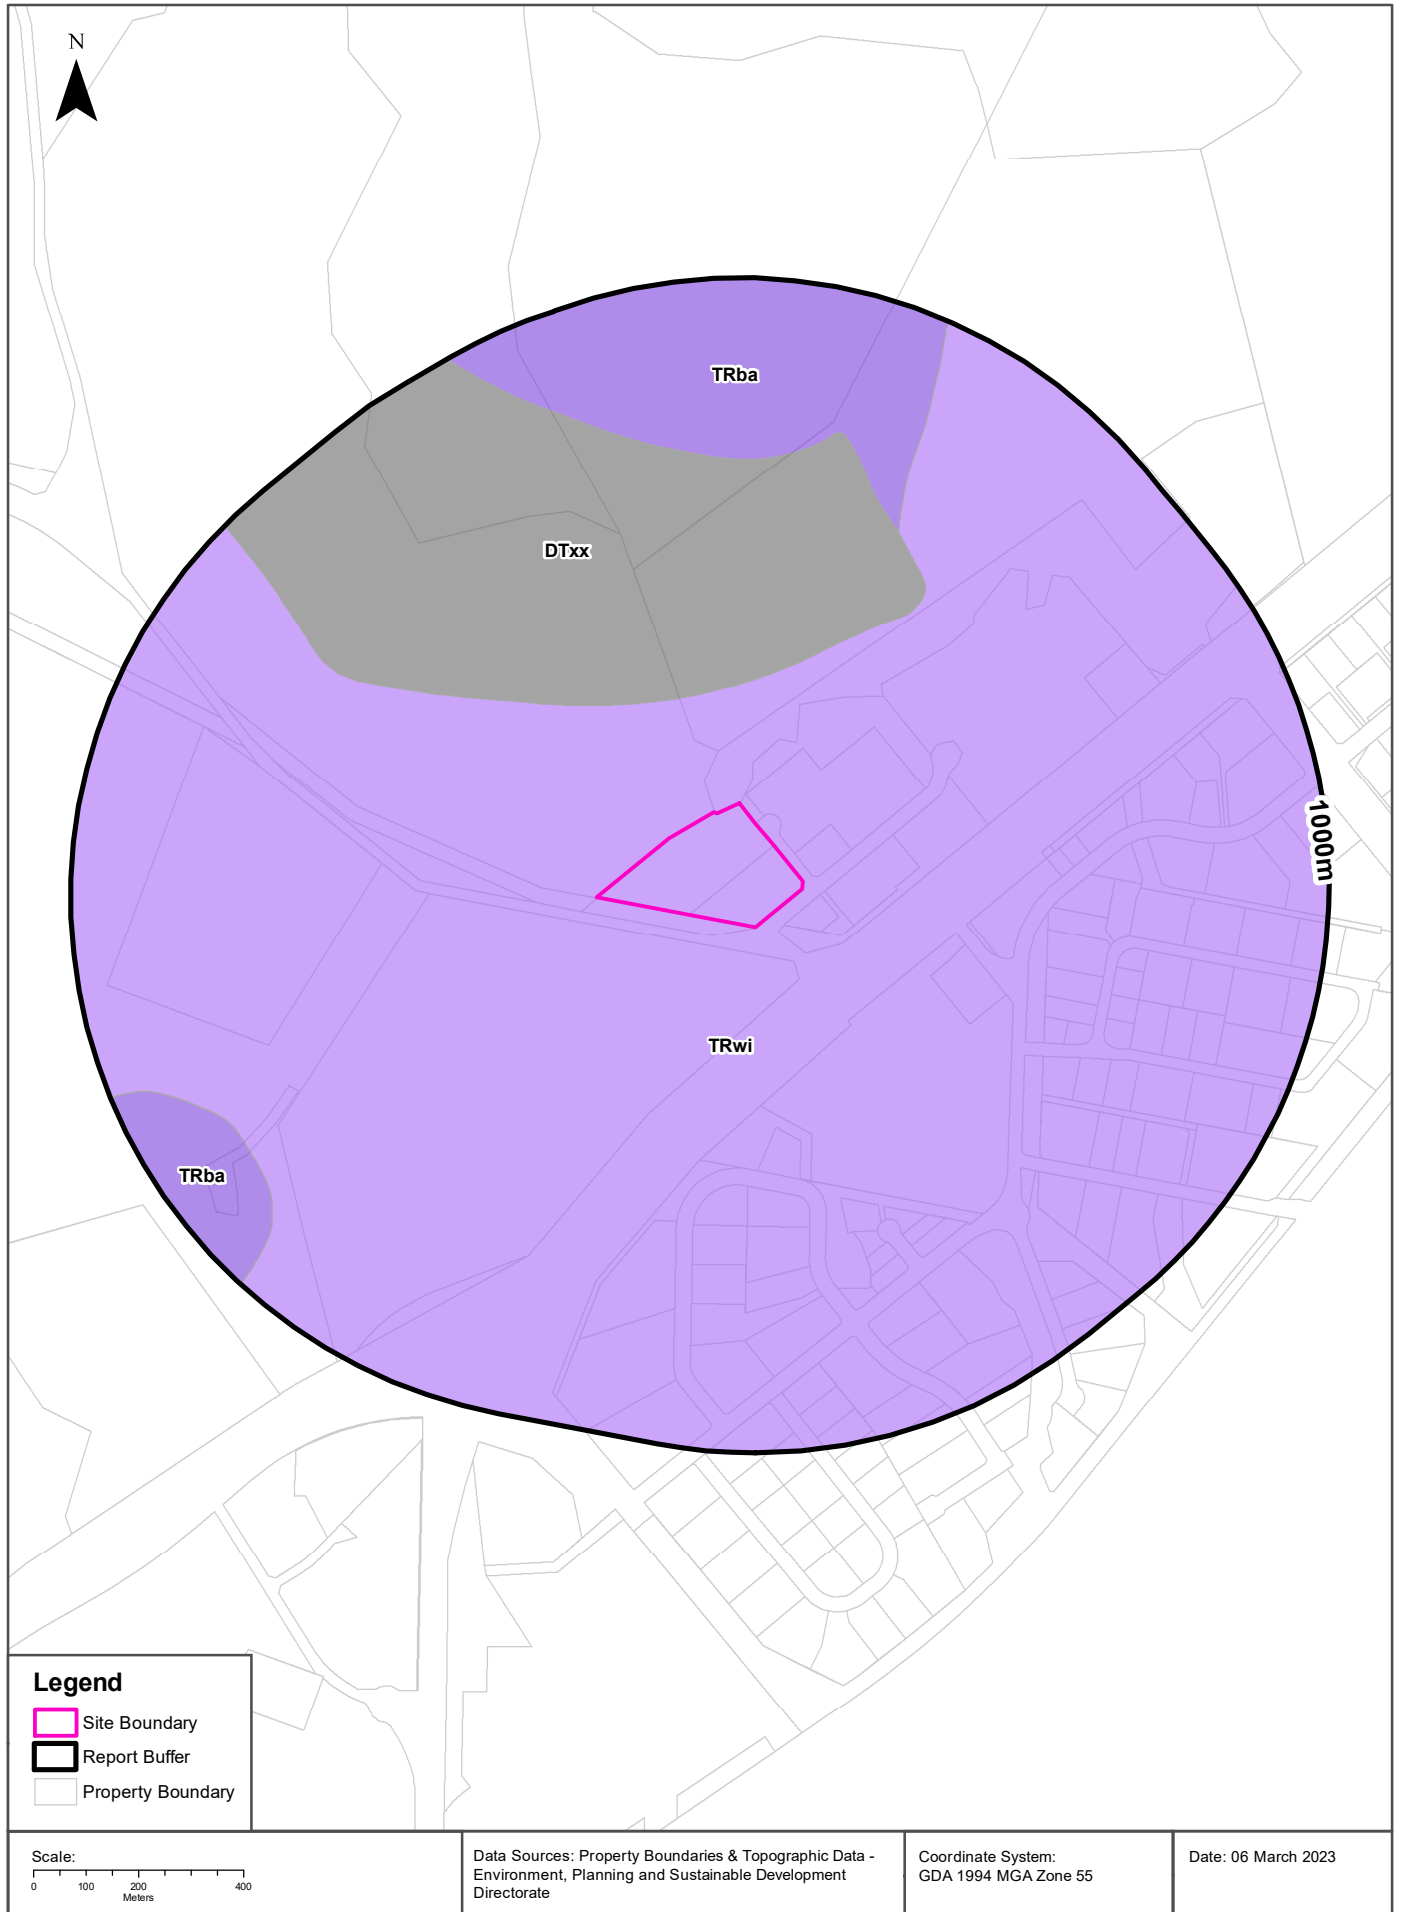 N
TRba
DTxx
1000m
TRwi
TRba
Legend
Site Boundary
Report Buffer
Property Boundary
Scale:
0 100 200 400
Meters
Data Sources: Property Boundaries & Topographic Data -
Environment, Planning and Sustainable Development
Directorate
Coordinate System:
GDA 1994 MGA Zone 55
Date: 06 March 2023